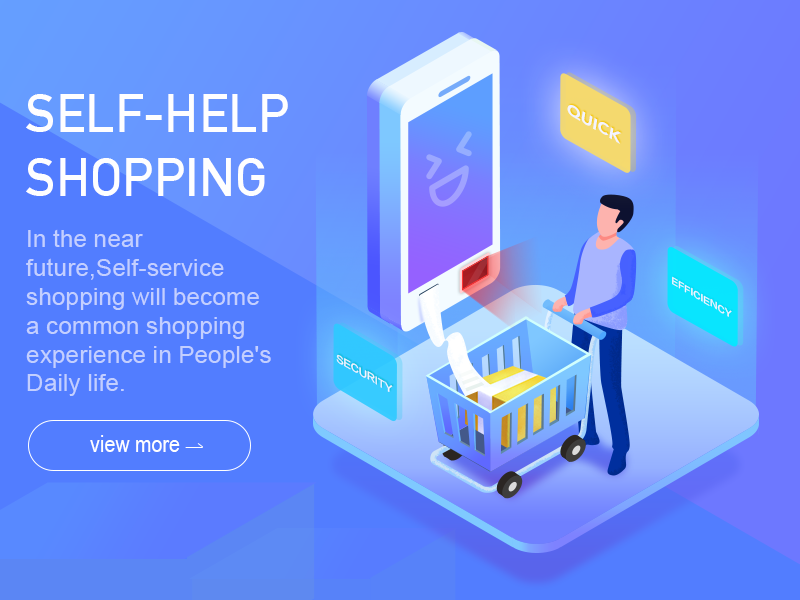 SELF-HELP
SHOPPING
In the near
future,Self-service
shopping will become
a common shopping
experience in People's
Daily life.
view more
QUICK
EFFICIENCY
SECURITY